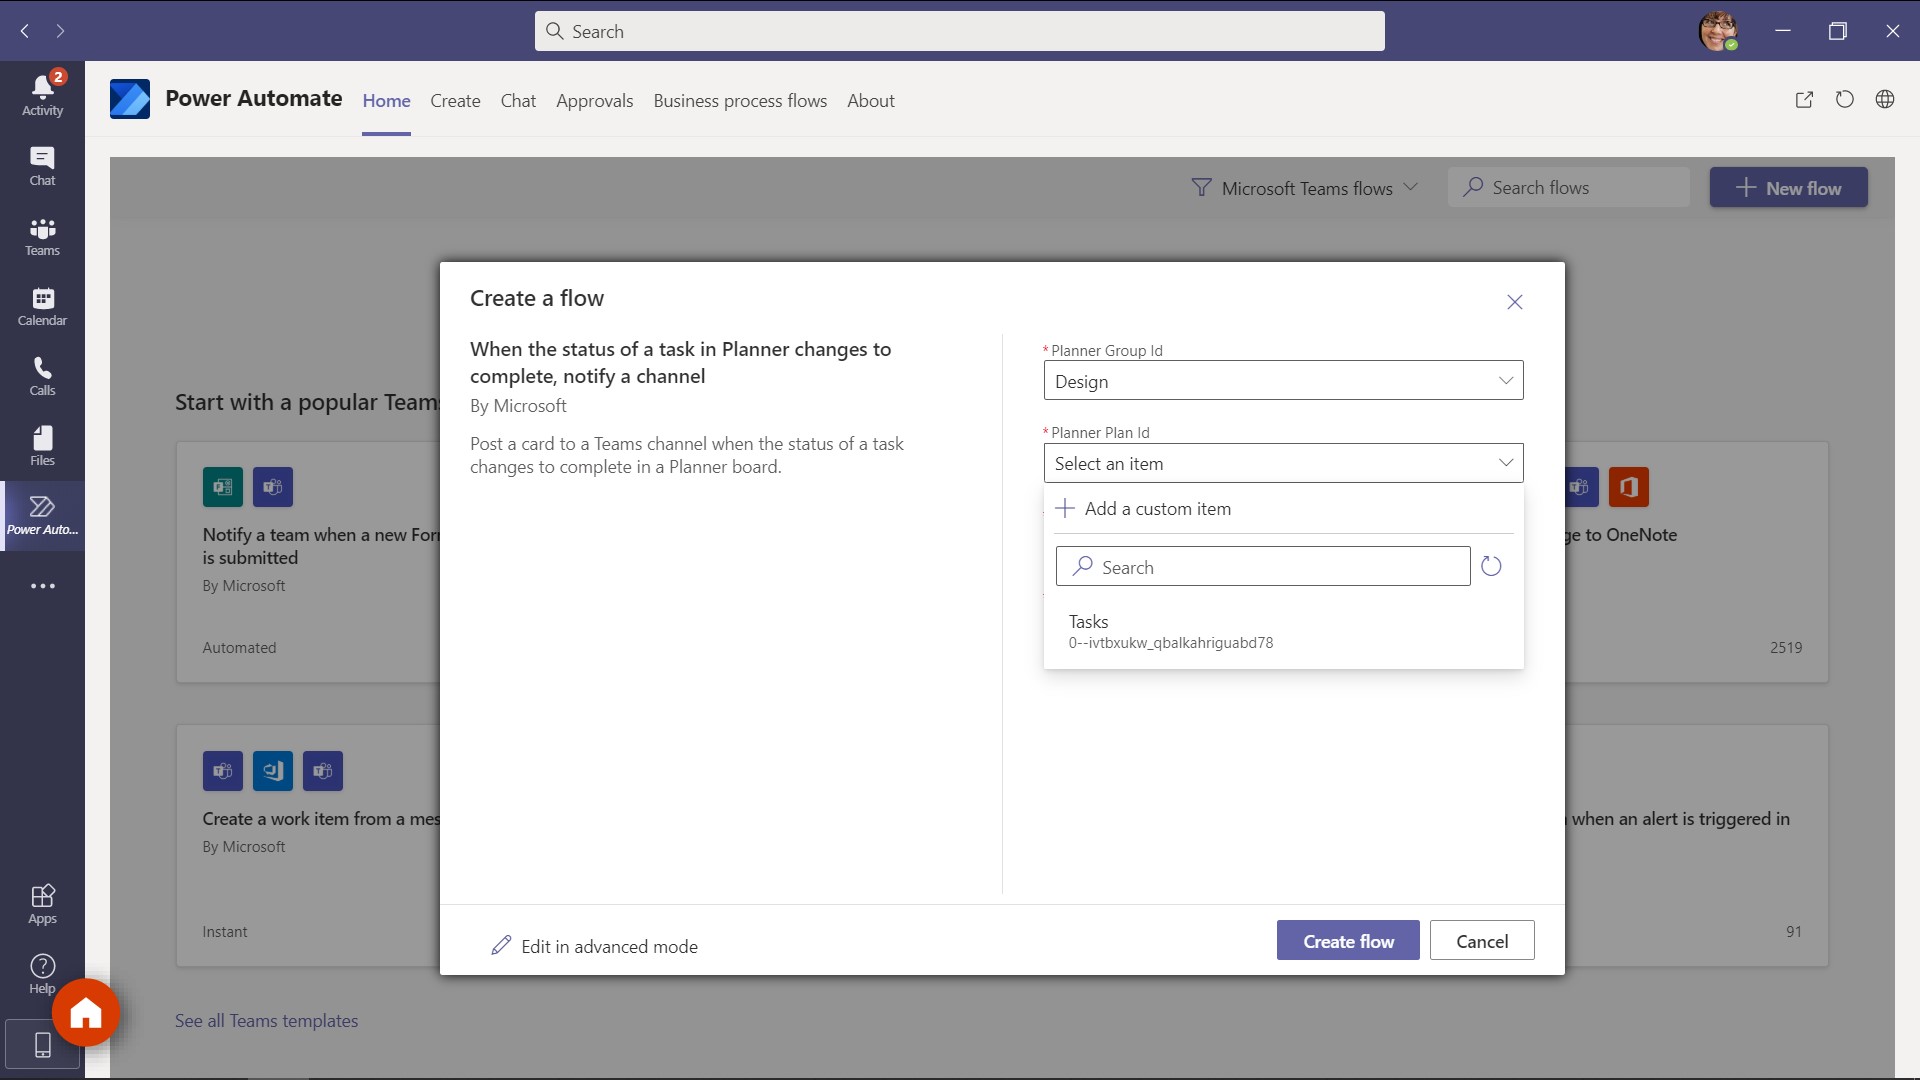 Search
2
Activity
Chat
Teams
Calendar
Calls
Files
Power Auto...
Apps
Help
Power Automate
Home
Create
Chat
Approvals
Business process flows
About
Microsoft Teams flows
Search flows
New flow
Start with a popular Teams
Notify a team when a new For
is submitted
By Microsoft
Automated
ge to OneNote
2519
Create a work item from a mes
By Microsoft
Instant
when an alert is triggered in
91
See all Teams templates
Create a flow
When the status of a task in Planner changes to
complete, notify a channel
By Microsoft
Post a card to a Teams channel when the status of a task
changes to complete in a Planner board.
* Planner Group Id
Design
* Planner Plan Id
Select an item
Add a custom item
Search
Tasks
0--ivtbxukw_qbalkahriguabd78
Edit in advanced mode
Create flow
Cancel